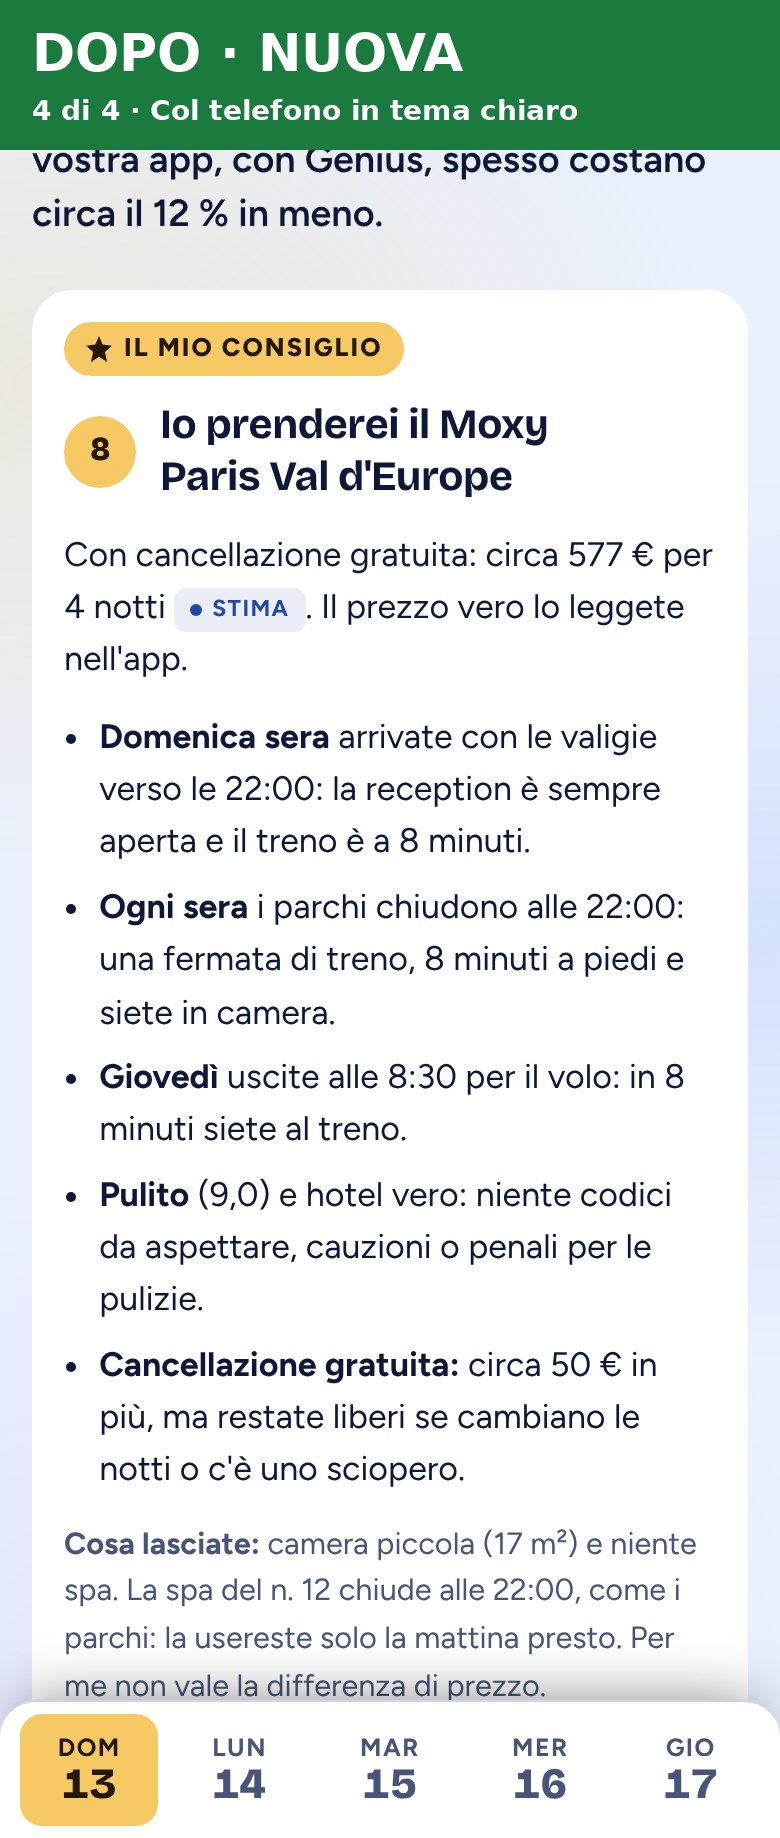 DOPO · NUOVA
4 di 4 · Col telefono in tema chiaro
vostra app, con Genius, spesso costano
circa il 12 % in meno.
★ IL MIO CONSIGLIO
8
Io prenderei il Moxy
Paris Val d'Europe
Con cancellazione gratuita: circa 577 € per
4 notti • STIMA . Il prezzo vero lo leggete
nell'app.
• Domenica sera arrivate con le valigie
verso le 22:00: la reception è sempre
aperta e il treno è a 8 minuti.
• Ogni sera i parchi chiudono alle 22:00:
una fermata di treno, 8 minuti a piedi e
siete in camera.
• Giovedì uscite alle 8:30 per il volo: in 8
minuti siete al treno.
• Pulito (9,0) e hotel vero: niente codici
da aspettare, cauzioni o penali per le
pulizie.
• Cancellazione gratuita: circa 50 € in
più, ma restate liberi se cambiano le
notti o c'è uno sciopero.
Cosa lasciate: camera piccola (17 m²) e niente
spa. La spa del n. 12 chiude alle 22:00, come i
parchi: la usereste solo la mattina presto. Per
me non vale la differenza di prezzo.
DOM LUN MAR MER GIO
13 14 15 16 17